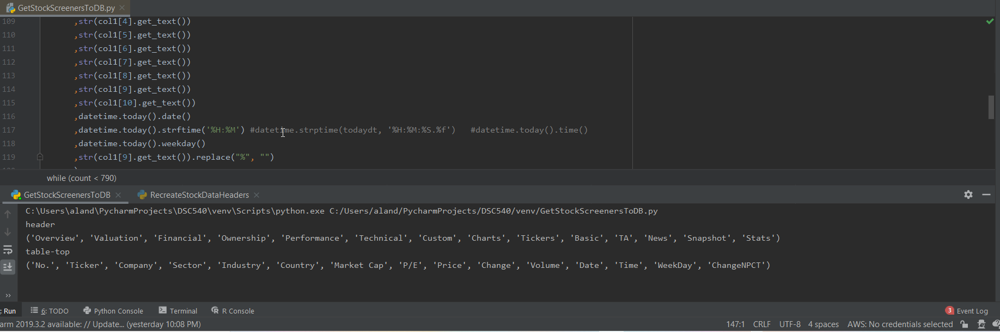 GetStockScreenersToDB.py
109 ,str(col1[4].get_text())
110 ,str(col1[5].get_text())
111 ,str(col1[6].get_text())
112 ,str(col1[7].get_text())
113 ,str(col1[8].get_text())
114 ,str(col1[9].get_text())
115 ,str(col1[10].get_text())
116 ,datetime.today().date()
117 ,datetime.today().strftime('%H:%M') #datetime.strptime(todaydt, '%H:%M:%S.%f') #datetime.today().time()
118 ,datetime.today().weekday()
119 ,str(col1[9].get_text()).replace("%", "")
while (count < 790)
GetStockScreenersToDB RecreateStockDataHeaders
C:\Users\aland\PycharmProjects\DSC540\venv\Scripts\python.exe C:/Users/aland/PycharmProjects/DSC540/venv/GetStockScreenersToDB.py
header
('Overview', 'Valuation', 'Financial', 'Ownership', 'Performance', 'Technical', 'Custom', 'Charts', 'Tickers', 'Basic', 'TA', 'News', 'Snapshot', 'Stats')
table-top
('No.', 'Ticker', 'Company', 'Sector', 'Industry', 'Country', 'Market Cap', 'P/E', 'Price', 'Change', 'Volume', 'Date', 'Time', 'WeekDay', 'ChangeNPCT')
: Run 6: TODO Python Console Terminal R Console 3 Event Log
arm 2019.3.2 available: // Update... (yesterday 10:08 PM) 147:1 CRLF UTF-8 4 spaces AWS: No credentials selected